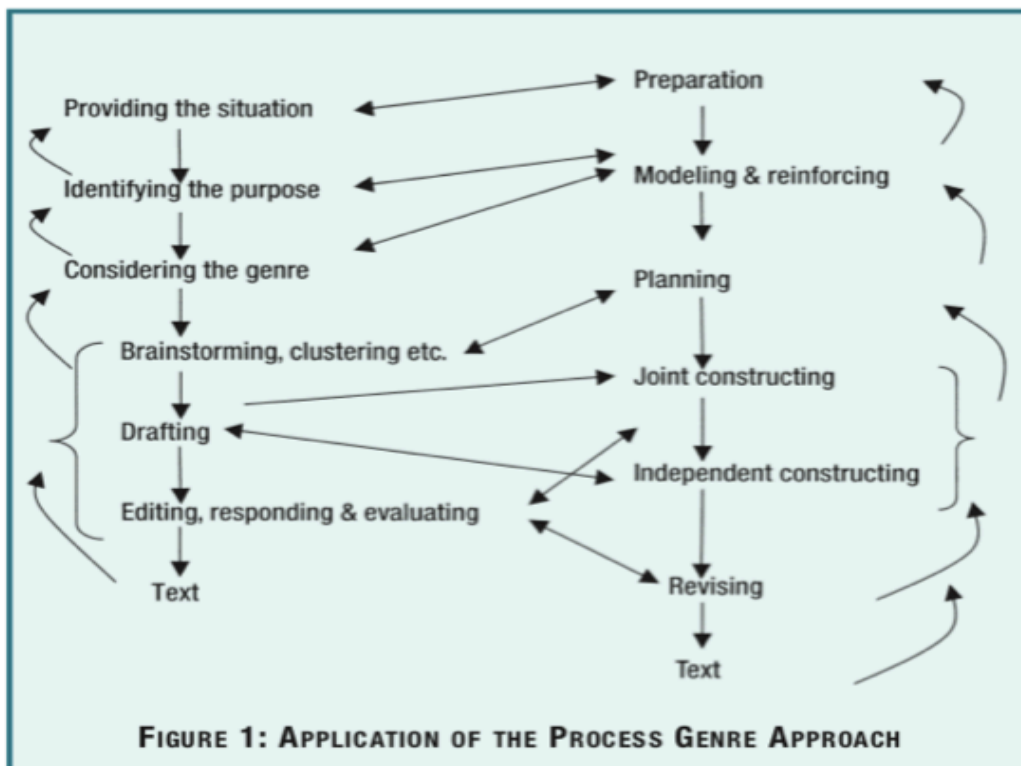 Providing the situation
Identifying the purpose
Considering the genre
Brainstorming, clustering etc.
Drafting
Editing, responding & evaluating
Text
Preparation
Modeling & reinforcing
Planning
Joint constructing
Independent constructing
Revising
Text
FIGURE 1: APPLICATION OF THE PROCESS GENRE APPROACH